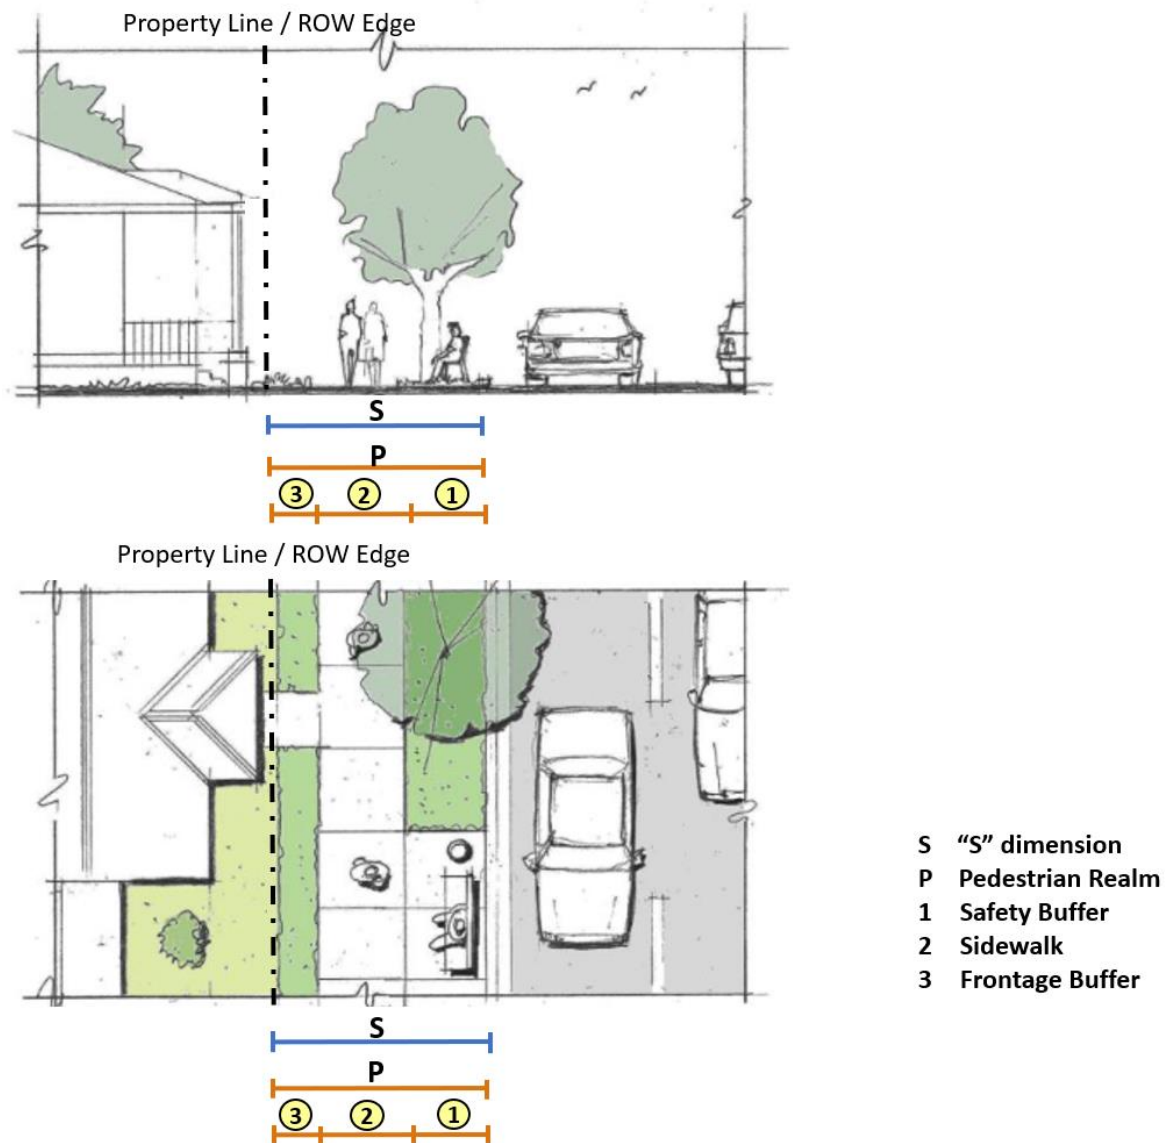 Property Line / ROW Edge
S
P
3 2 1
Property Line / ROW Edge
S
P
3 2 1
S “S” dimension
P Pedestrian Realm
1 Safety Buffer
2 Sidewalk
3 Frontage Buffer